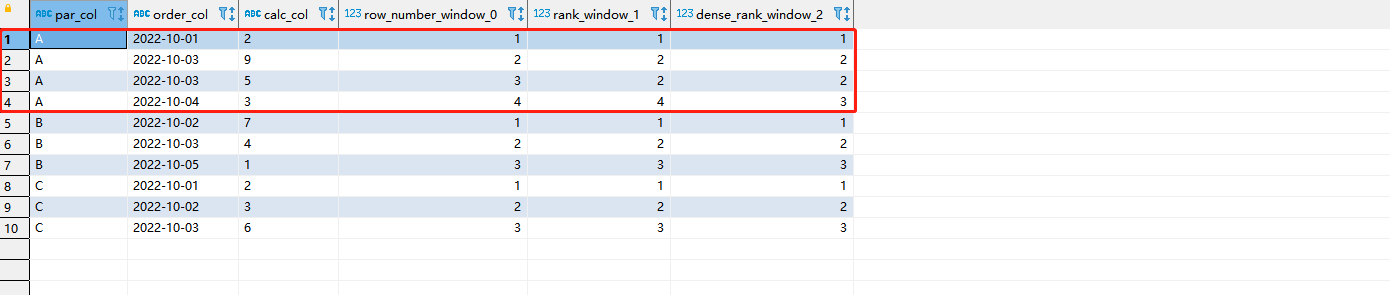 ABC par_col ABC order_col ABC calc_col 123 row_number_window_0 123 rank_window_1 123 dense_rank_window_2
1 A 2022-10-01 2 1 1 1
2 A 2022-10-03 9 2 2 2
3 A 2022-10-03 5 3 2 2
4 A 2022-10-04 3 4 4 3
5 B 2022-10-02 7 1 1 1
6 B 2022-10-03 4 2 2 2
7 B 2022-10-05 1 3 3 3
8 C 2022-10-01 2 1 1 1
9 C 2022-10-02 3 2 2 2
10 C 2022-10-03 6 3 3 3